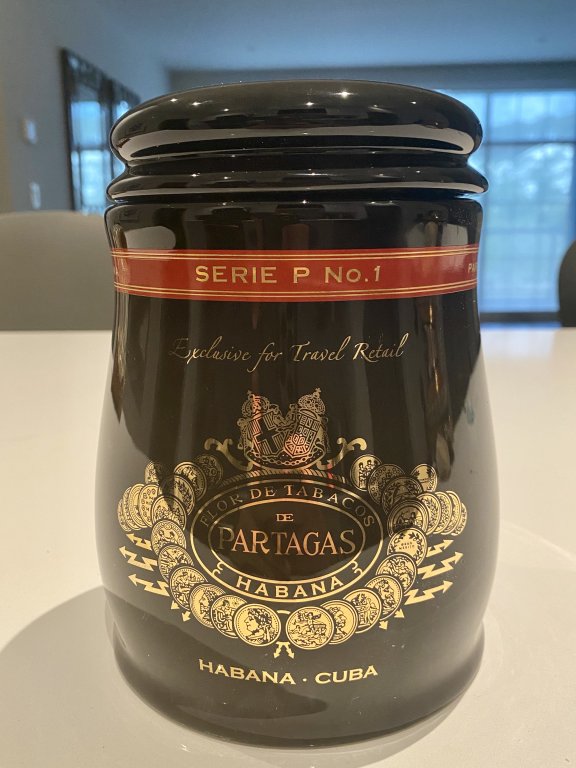 SERIE P No.1
Exclusive for Travel Retail
FLOR DE TABACOS
DE
PARTAGAS
HABANA
HABANA · CUBA